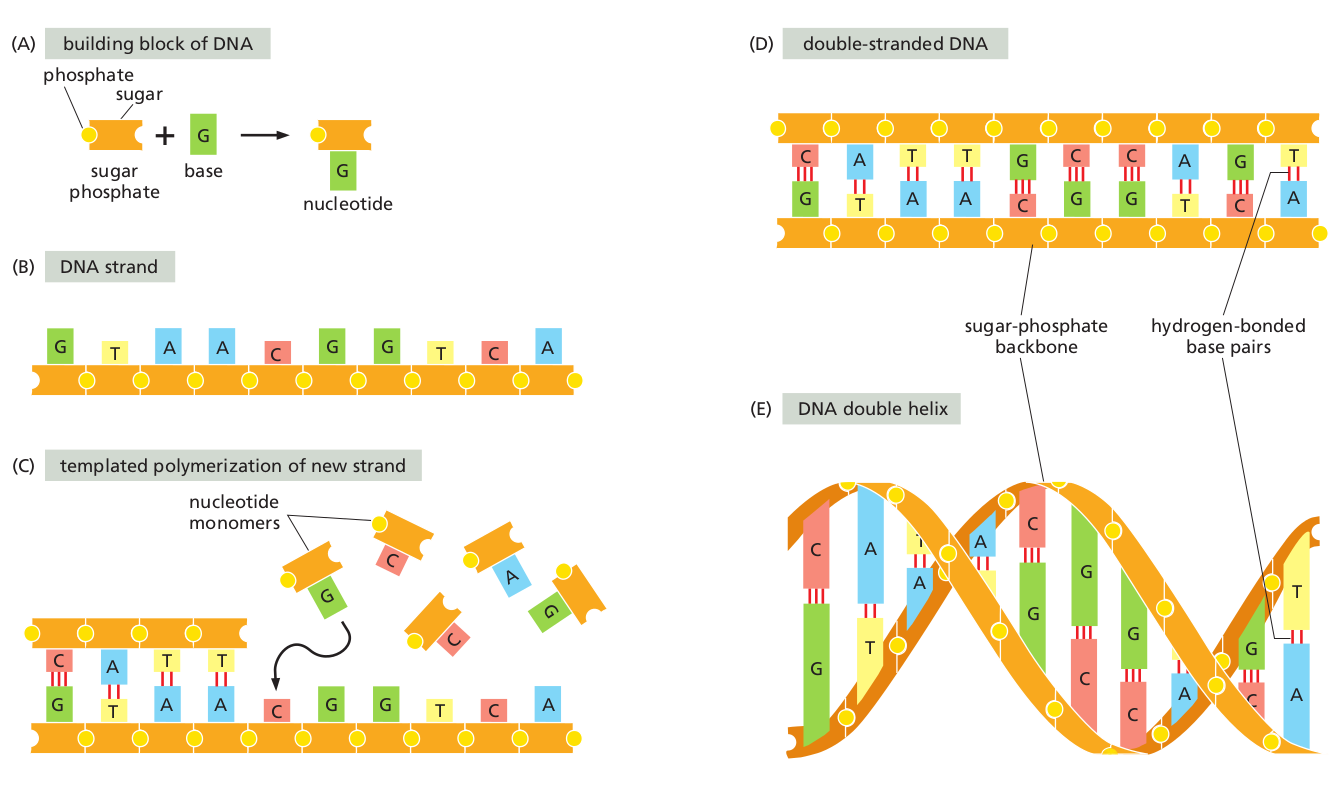 (A) building block of DNA
phosphate
sugar
G
G
sugar
phosphate
base
nucleotide
(B) DNA strand
G T A A C G G T C A
(C) templated polymerization of new strand
nucleotide
monomers
C
G
A
G
C
C A T T
G T A A C G G T C A
(D) double-stranded DNA
C A T T G C C A G T
G T A A C G G T C A
sugar-phosphate
backbone
hydrogen-bonded
base pairs
(E) DNA double helix
C A T A C G G G T
G T A G C C A C A